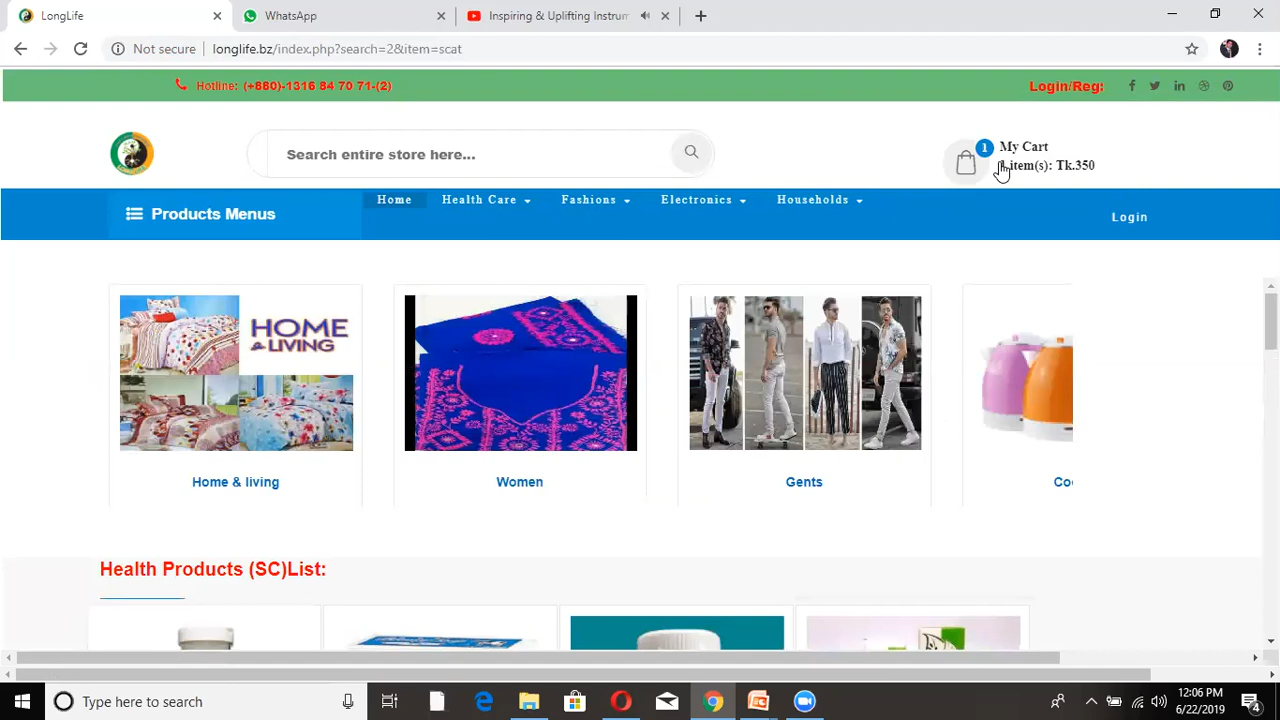 LongLife
WhatsApp
Inspiring & Uplifting Instrum
Not secure
longlife.bz/index.php?search=2&item=scat
Hotline: (+880)-1316 84 70 71-(2)
Login/Reg:
Search entire store here...
1
My Cart
item(s): Tk.350
Products Menus
Home
Health Care
Fashions
Electronics
Households
Login
HOME
& LIVING
Home & living
Women
Gents
Coo
Health Products (SC)List:
Type here to search
12:06 PM
6/22/2019
4